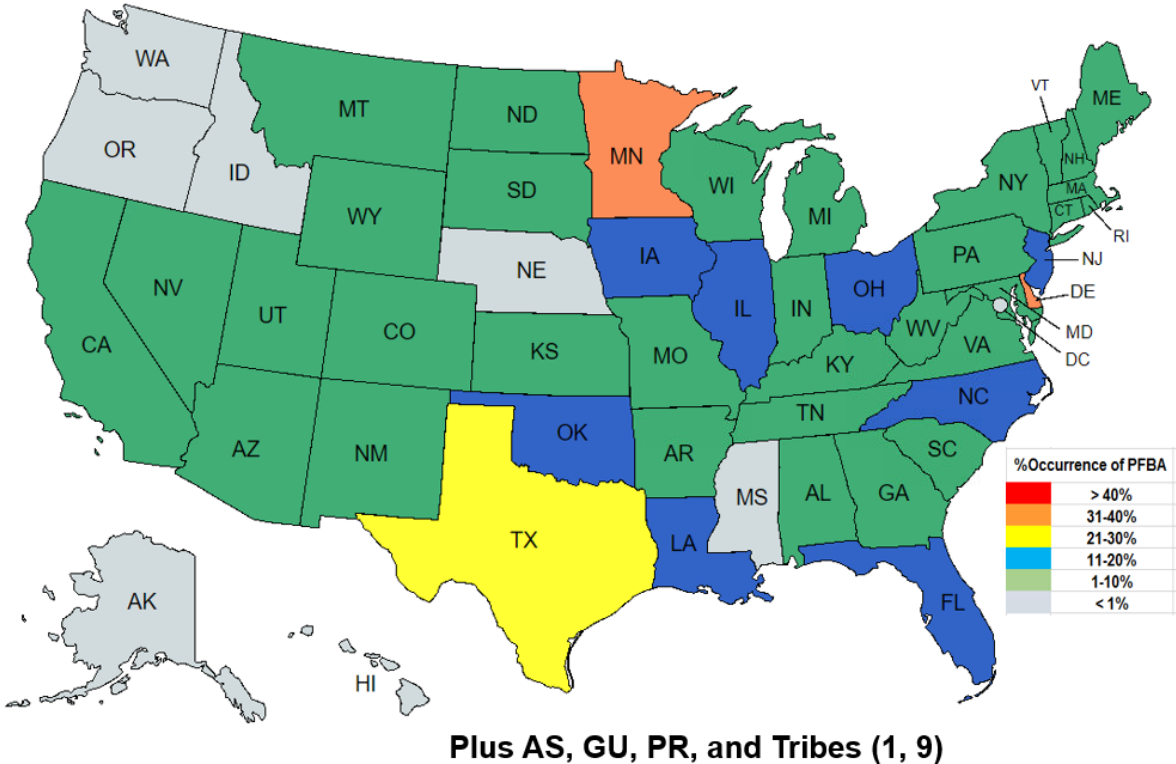 WA
MT
ND
MN
OR
ID
SD
WI
MI
NY
VT
NH
ME
MA
CT
RI
WY
NE
IA
PA
NJ
NV
UT
CO
IL
IN
OH
DE
MD
DC
CA
KS
MO
WV
VA
KY
NC
AZ
NM
OK
AR
TN
SC
MS
AL
GA
TX
LA
FL
AK
HI
%Occurrence of PFBA
> 40%
31-40%
21-30%
11-20%
1-10%
< 1%
Plus AS, GU, PR, and Tribes (1, 9)